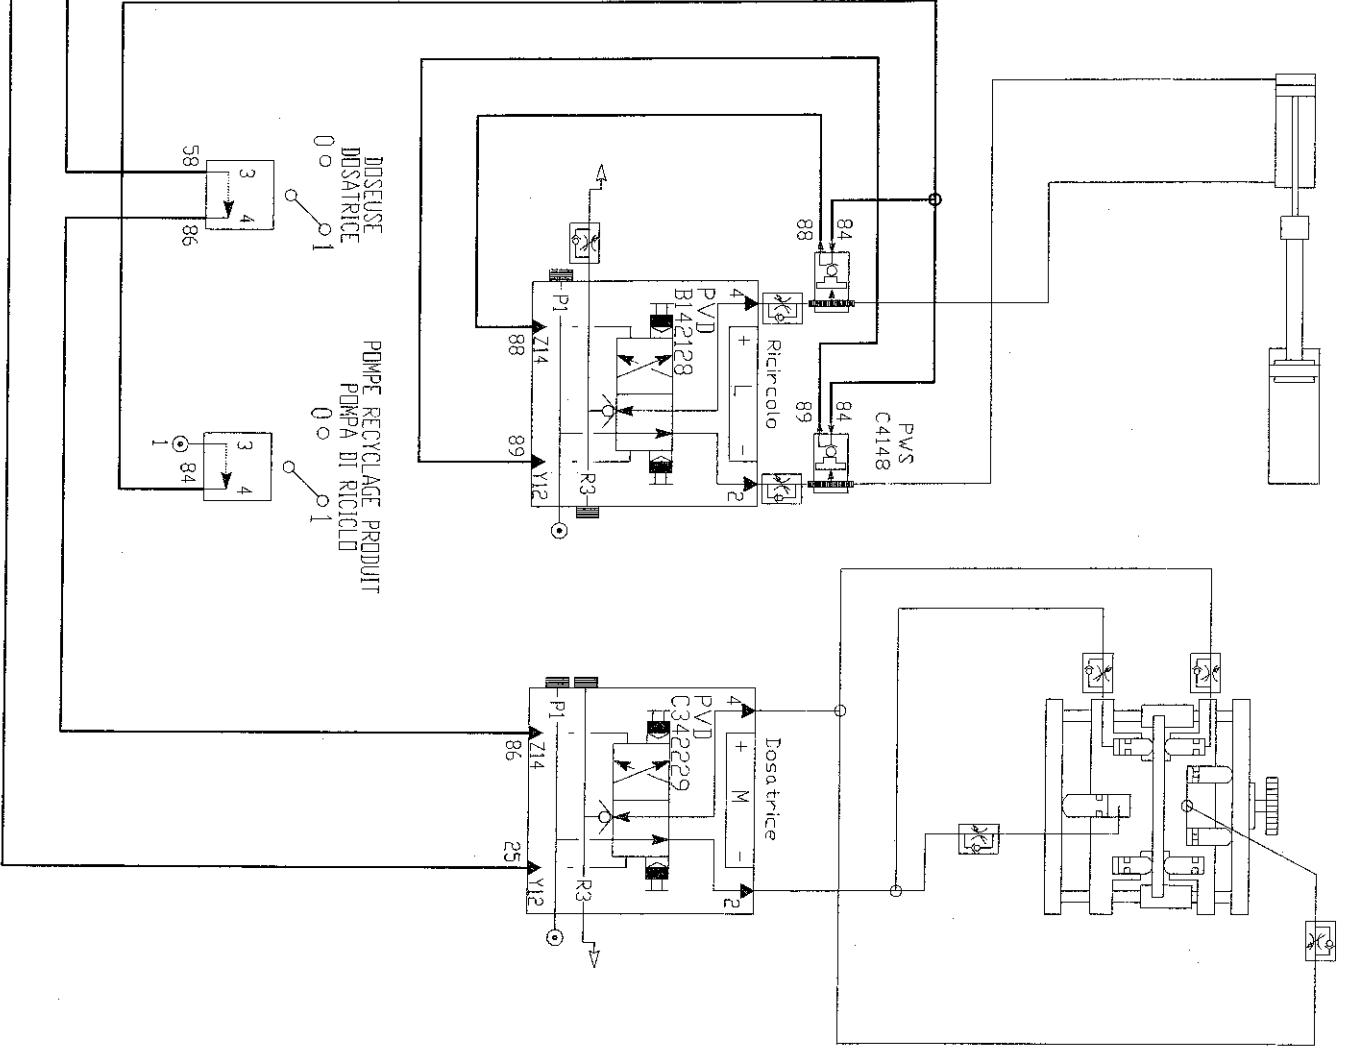 DOSEUSE
DOSATRICE
0
1
58
3
4
86
POMPE RECYCLAGE PRODUIT
POMPA DI RICICLO
0
1
3
4
1
84
84
88
84
89
PWS
C4148
Ricircolo
4
+
L
-
2
PVD
B142128
P1
R3
Z14
88
89
Y12
Dosatrice
4
+
M
-
2
PVD
C342229
P1
R3
Z14
86
25
Y12